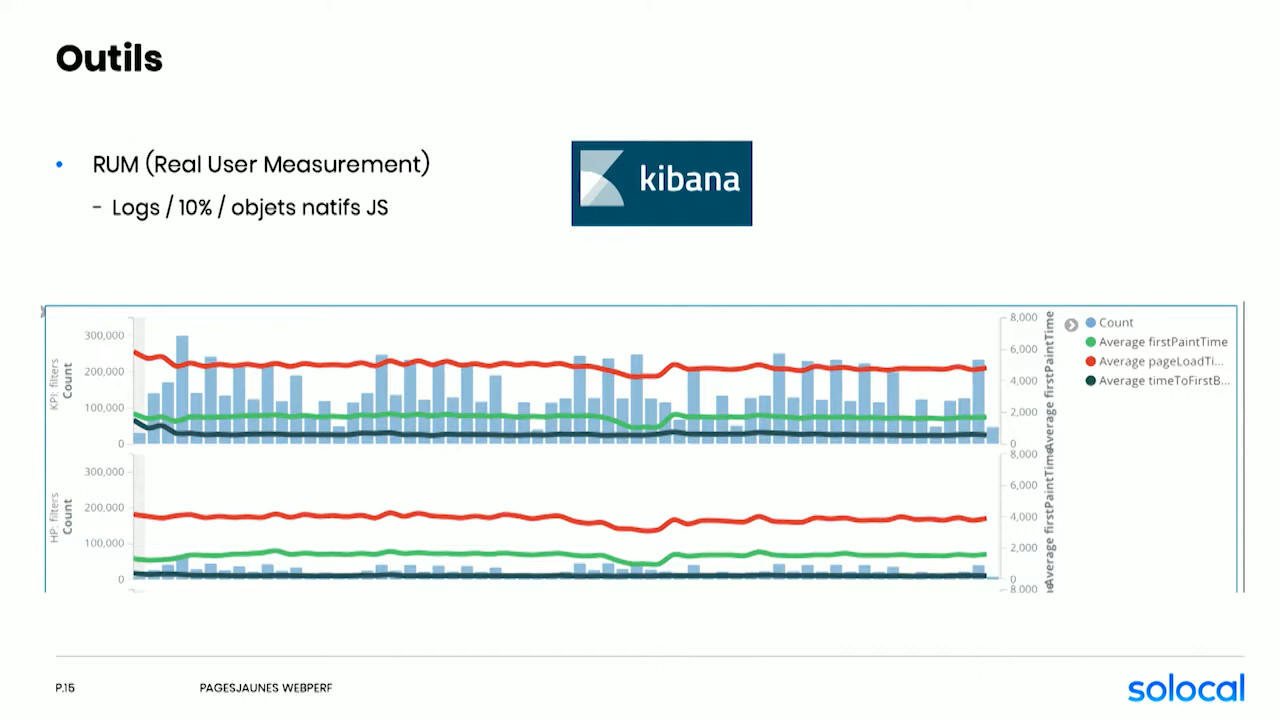 Outils
• RUM (Real User Measurement)
- Logs / 10% / objets natifs JS
kibana
KPI: filters
Count
300,000
200,000
100,000
0
8,000
6,000
4,000
2,000
0
Average firstPaintTime
Count
Average firstPaintTime
Average pageLoadTi...
Average timeToFirstB...
HP: filters
Count
300,000
200,000
100,000
0
8,000
6,000
4,000
2,000
0
Average firstPaintTime
8,000
P.15
PAGESJAUNES WEBPERF
solocal